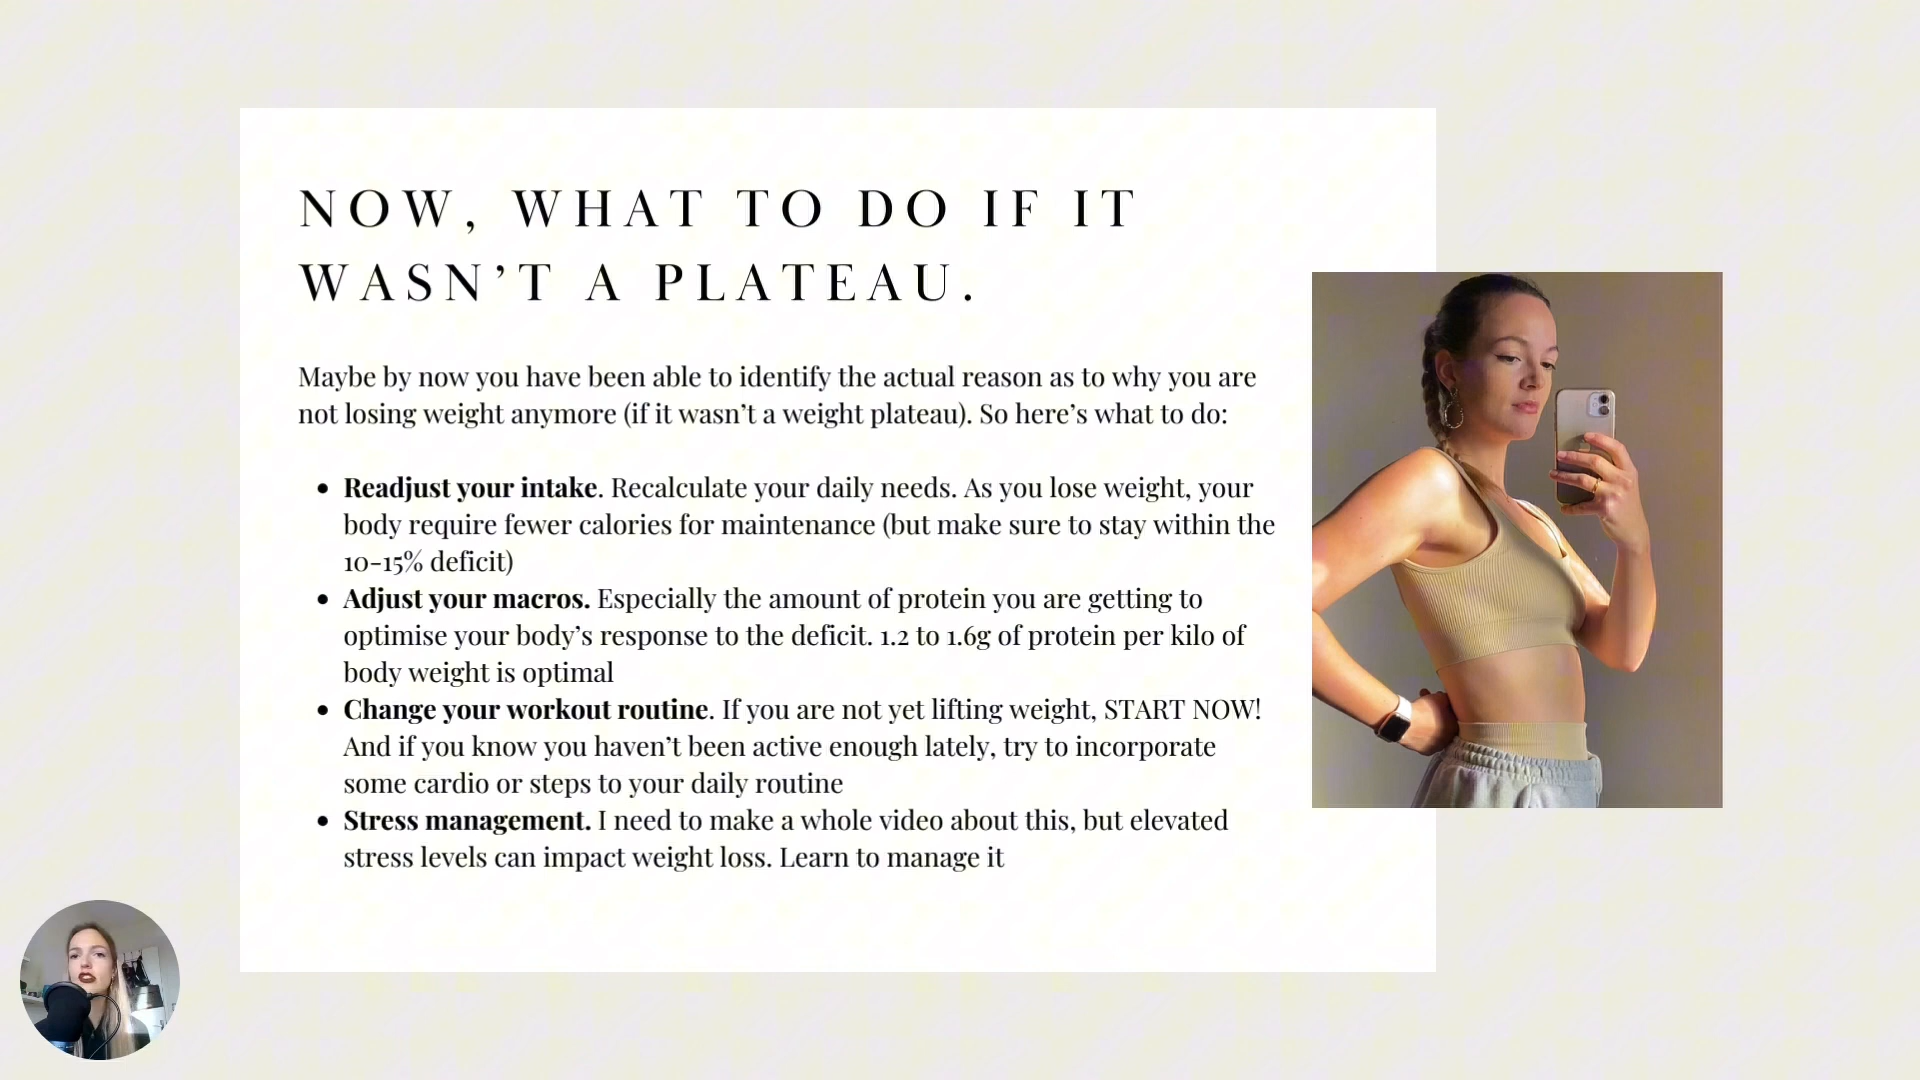 NOW, WHAT TO DO IF IT
WASN’T A PLATEAU.
Maybe by now you have been able to identify the actual reason as to why you are
not losing weight anymore (if it wasn’t a weight plateau). So here’s what to do:
• Readjust your intake. Recalculate your daily needs. As you lose weight, your
body require fewer calories for maintenance (but make sure to stay within the
10-15% deficit)
• Adjust your macros. Especially the amount of protein you are getting to
optimise your body’s response to the deficit. 1.2 to 1.6g of protein per kilo of
body weight is optimal
• Change your workout routine. If you are not yet lifting weight, START NOW!
And if you know you haven’t been active enough lately, try to incorporate
some cardio or steps to your daily routine
• Stress management. I need to make a whole video about this, but elevated
stress levels can impact weight loss. Learn to manage it